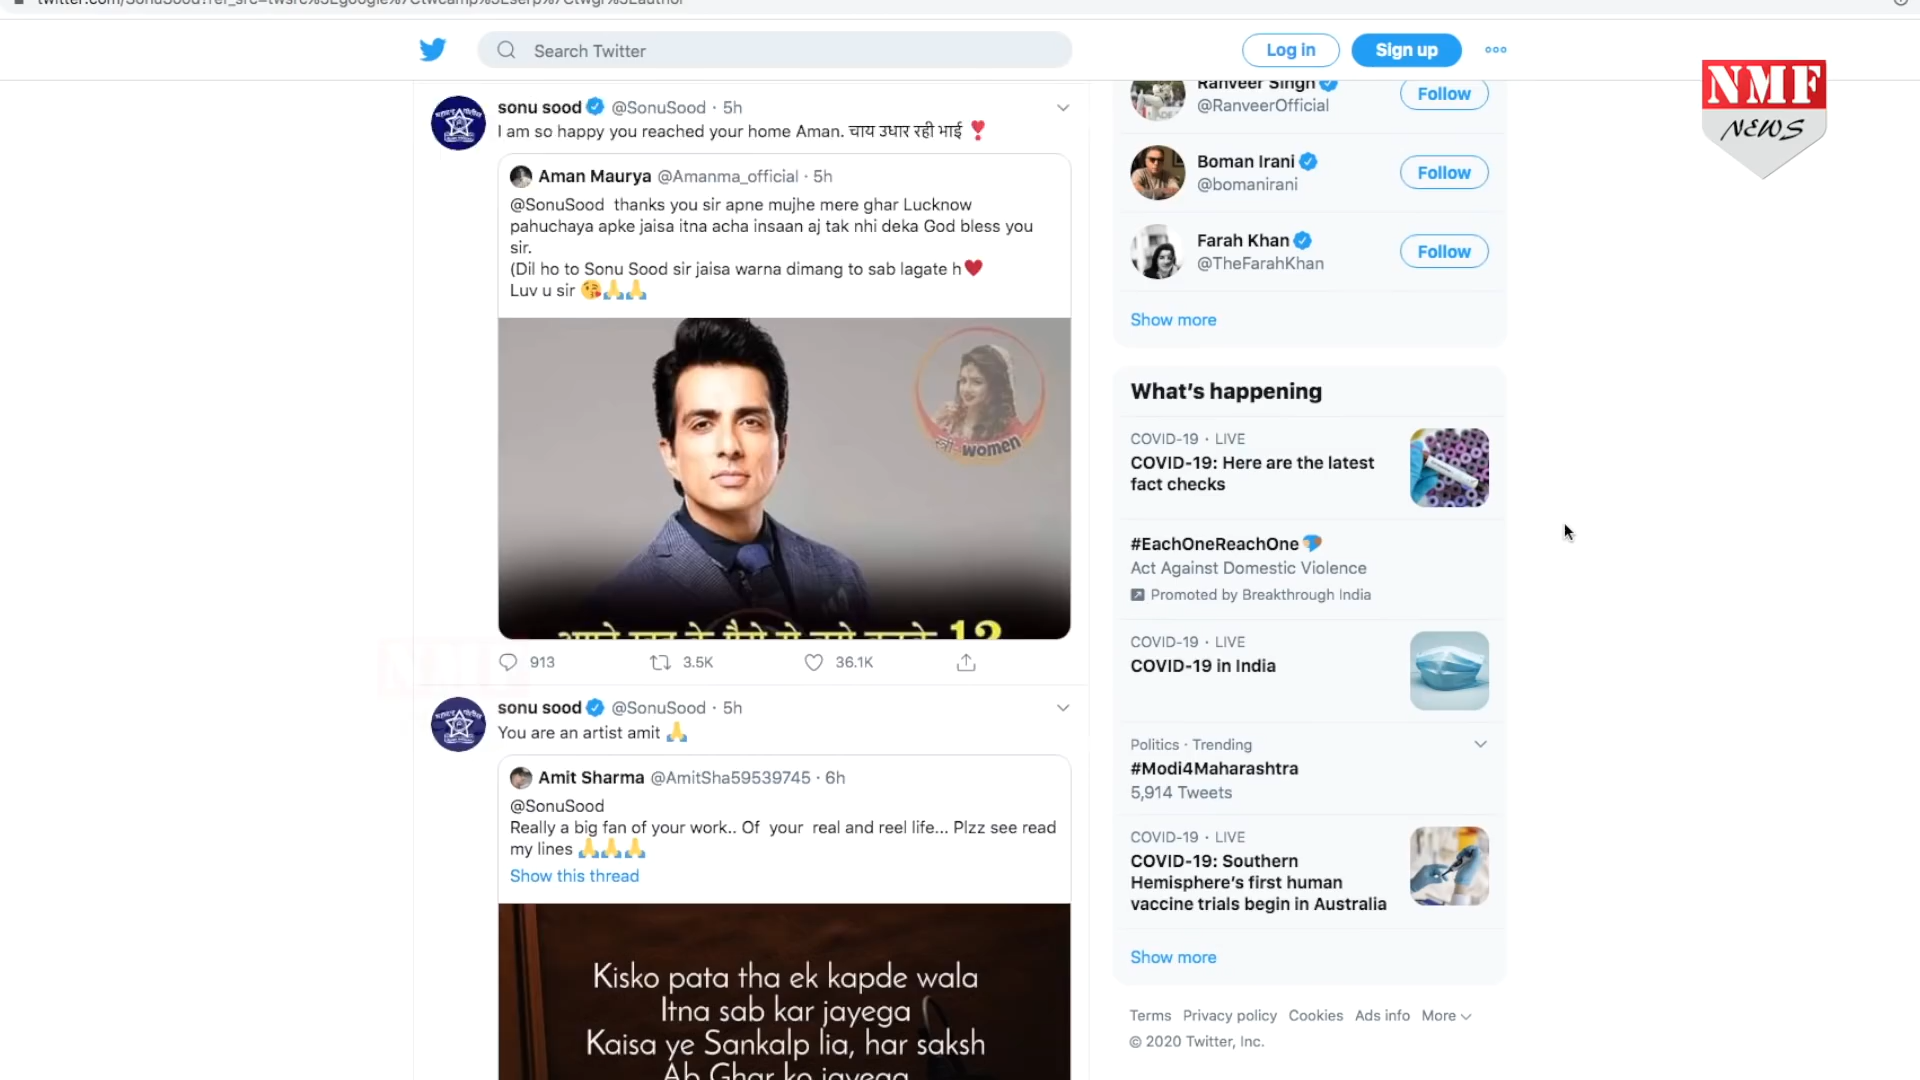 Search Twitter
Log in
Sign up
NMF
NEWS
sonu sood @SonuSood · 5h
I am so happy you reached your home Aman. चाय उधार रही भाई ❣️
Aman Maurya @Amanma_official · 5h
@SonuSood thanks you sir apne mujhe mere ghar Lucknow
pahuchaya apke jaisa itna acha insaan aj tak nhi deka God bless you
sir.
(Dil ho to Sonu Sood sir jaisa warna dimang to sab lagate h❤️
Luv u sir 😘🙏🙏
स्त्री-women
913
3.5K
36.1K
sonu sood @SonuSood · 5h
You are an artist amit 🙏
Amit Sharma @AmitSha59539745 · 6h
@SonuSood
Really a big fan of your work.. Of your real and reel life... Plzz see read
my lines 🙏🙏🙏
Show this thread
Kisko pata tha ek kapde wala
Itna sab kar jayega
Kaisa ye Sankalp lia, har saksh
Ab Ghar ko jayega
Ranveer Singh
@RanveerOfficial
Follow
Boman Irani
@bomanirani
Follow
Farah Khan
@TheFarahKhan
Follow
Show more
What's happening
COVID-19 · LIVE
COVID-19: Here are the latest
fact checks
#EachOneReachOne
Act Against Domestic Violence
Promoted by Breakthrough India
COVID-19 · LIVE
COVID-19 in India
Politics · Trending
#Modi4Maharashtra
5,914 Tweets
COVID-19 · LIVE
COVID-19: Southern
Hemisphere's first human
vaccine trials begin in Australia
Show more
Terms Privacy policy Cookies Ads info More
© 2020 Twitter, Inc.